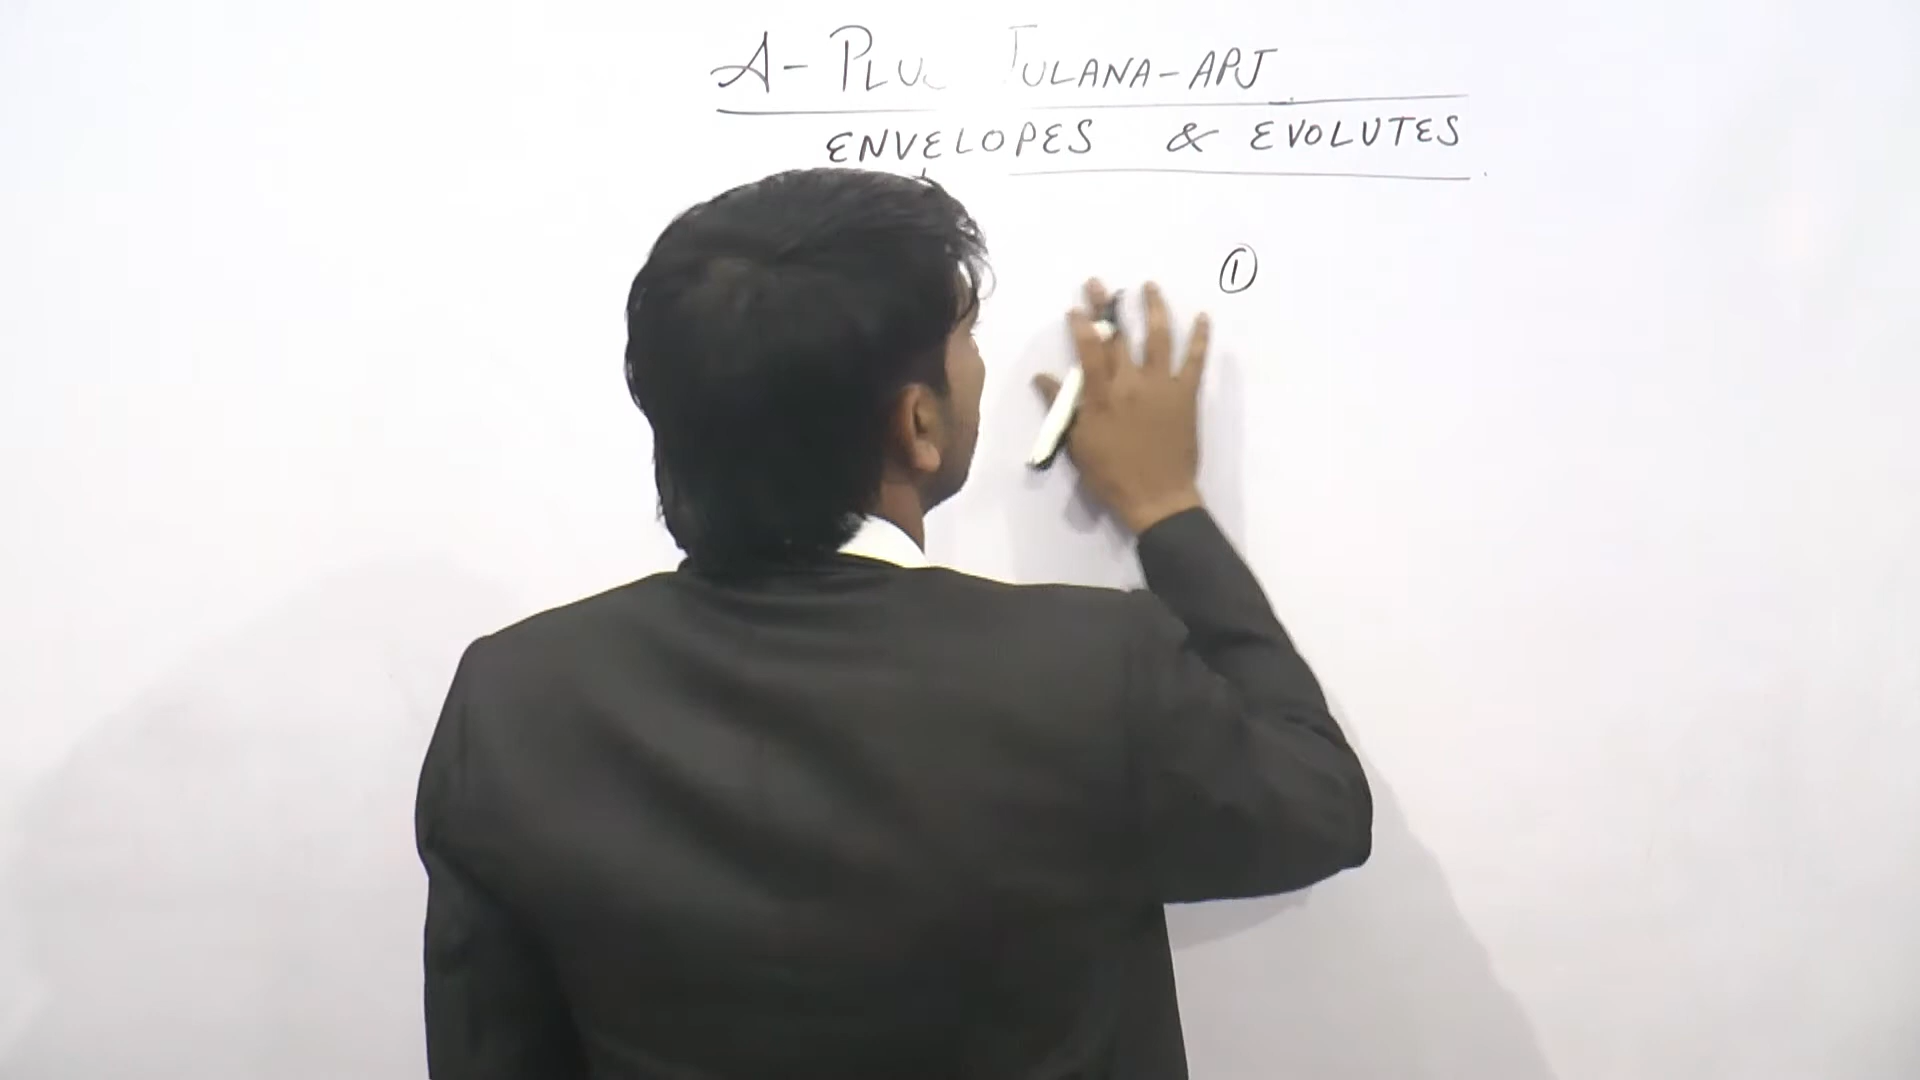 A- PLU JULANA-APJ
ENVELOPES & EVOLUTES
①